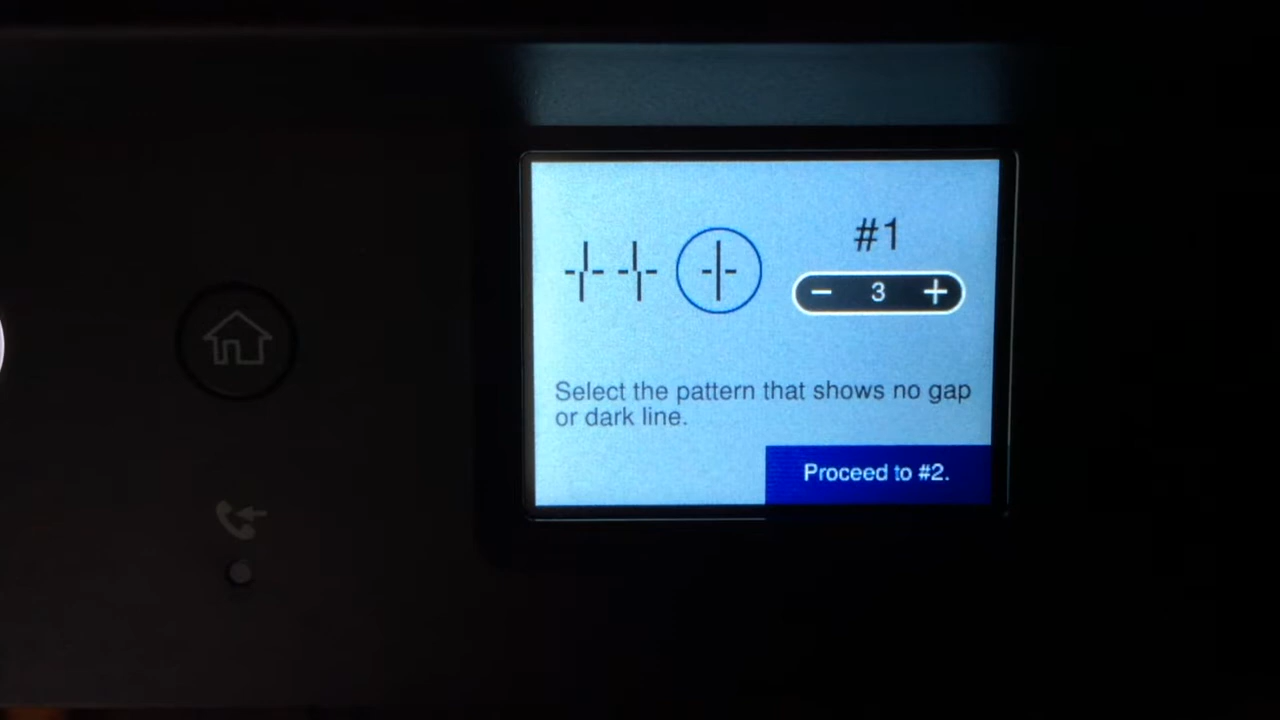 #1
− 3 +
Select the pattern that shows no gap
or dark line.
Proceed to #2.